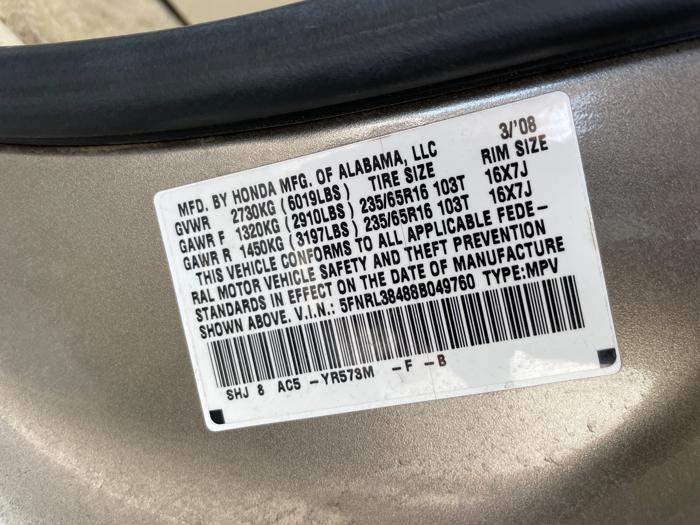 3/'08
MFD. BY HONDA MFG. OF ALABAMA, LLC
GVWR 2730KG (6019LBS) TIRE SIZE RIM SIZE
GAWR F 1320KG (2910LBS) 235/65R16 103T 16X7J
GAWR R 1450KG (3197LBS) 235/65R16 103T 16X7J
THIS VEHICLE CONFORMS TO ALL APPLICABLE FEDE-
RAL MOTOR VEHICLE SAFETY AND THEFT PREVENTION
STANDARDS IN EFFECT ON THE DATE OF MANUFACTURE
SHOWN ABOVE. V.I.N.: 5FNRL38488B049760 TYPE:MPV
SHJ 8 AC5 -YR573M -F -B